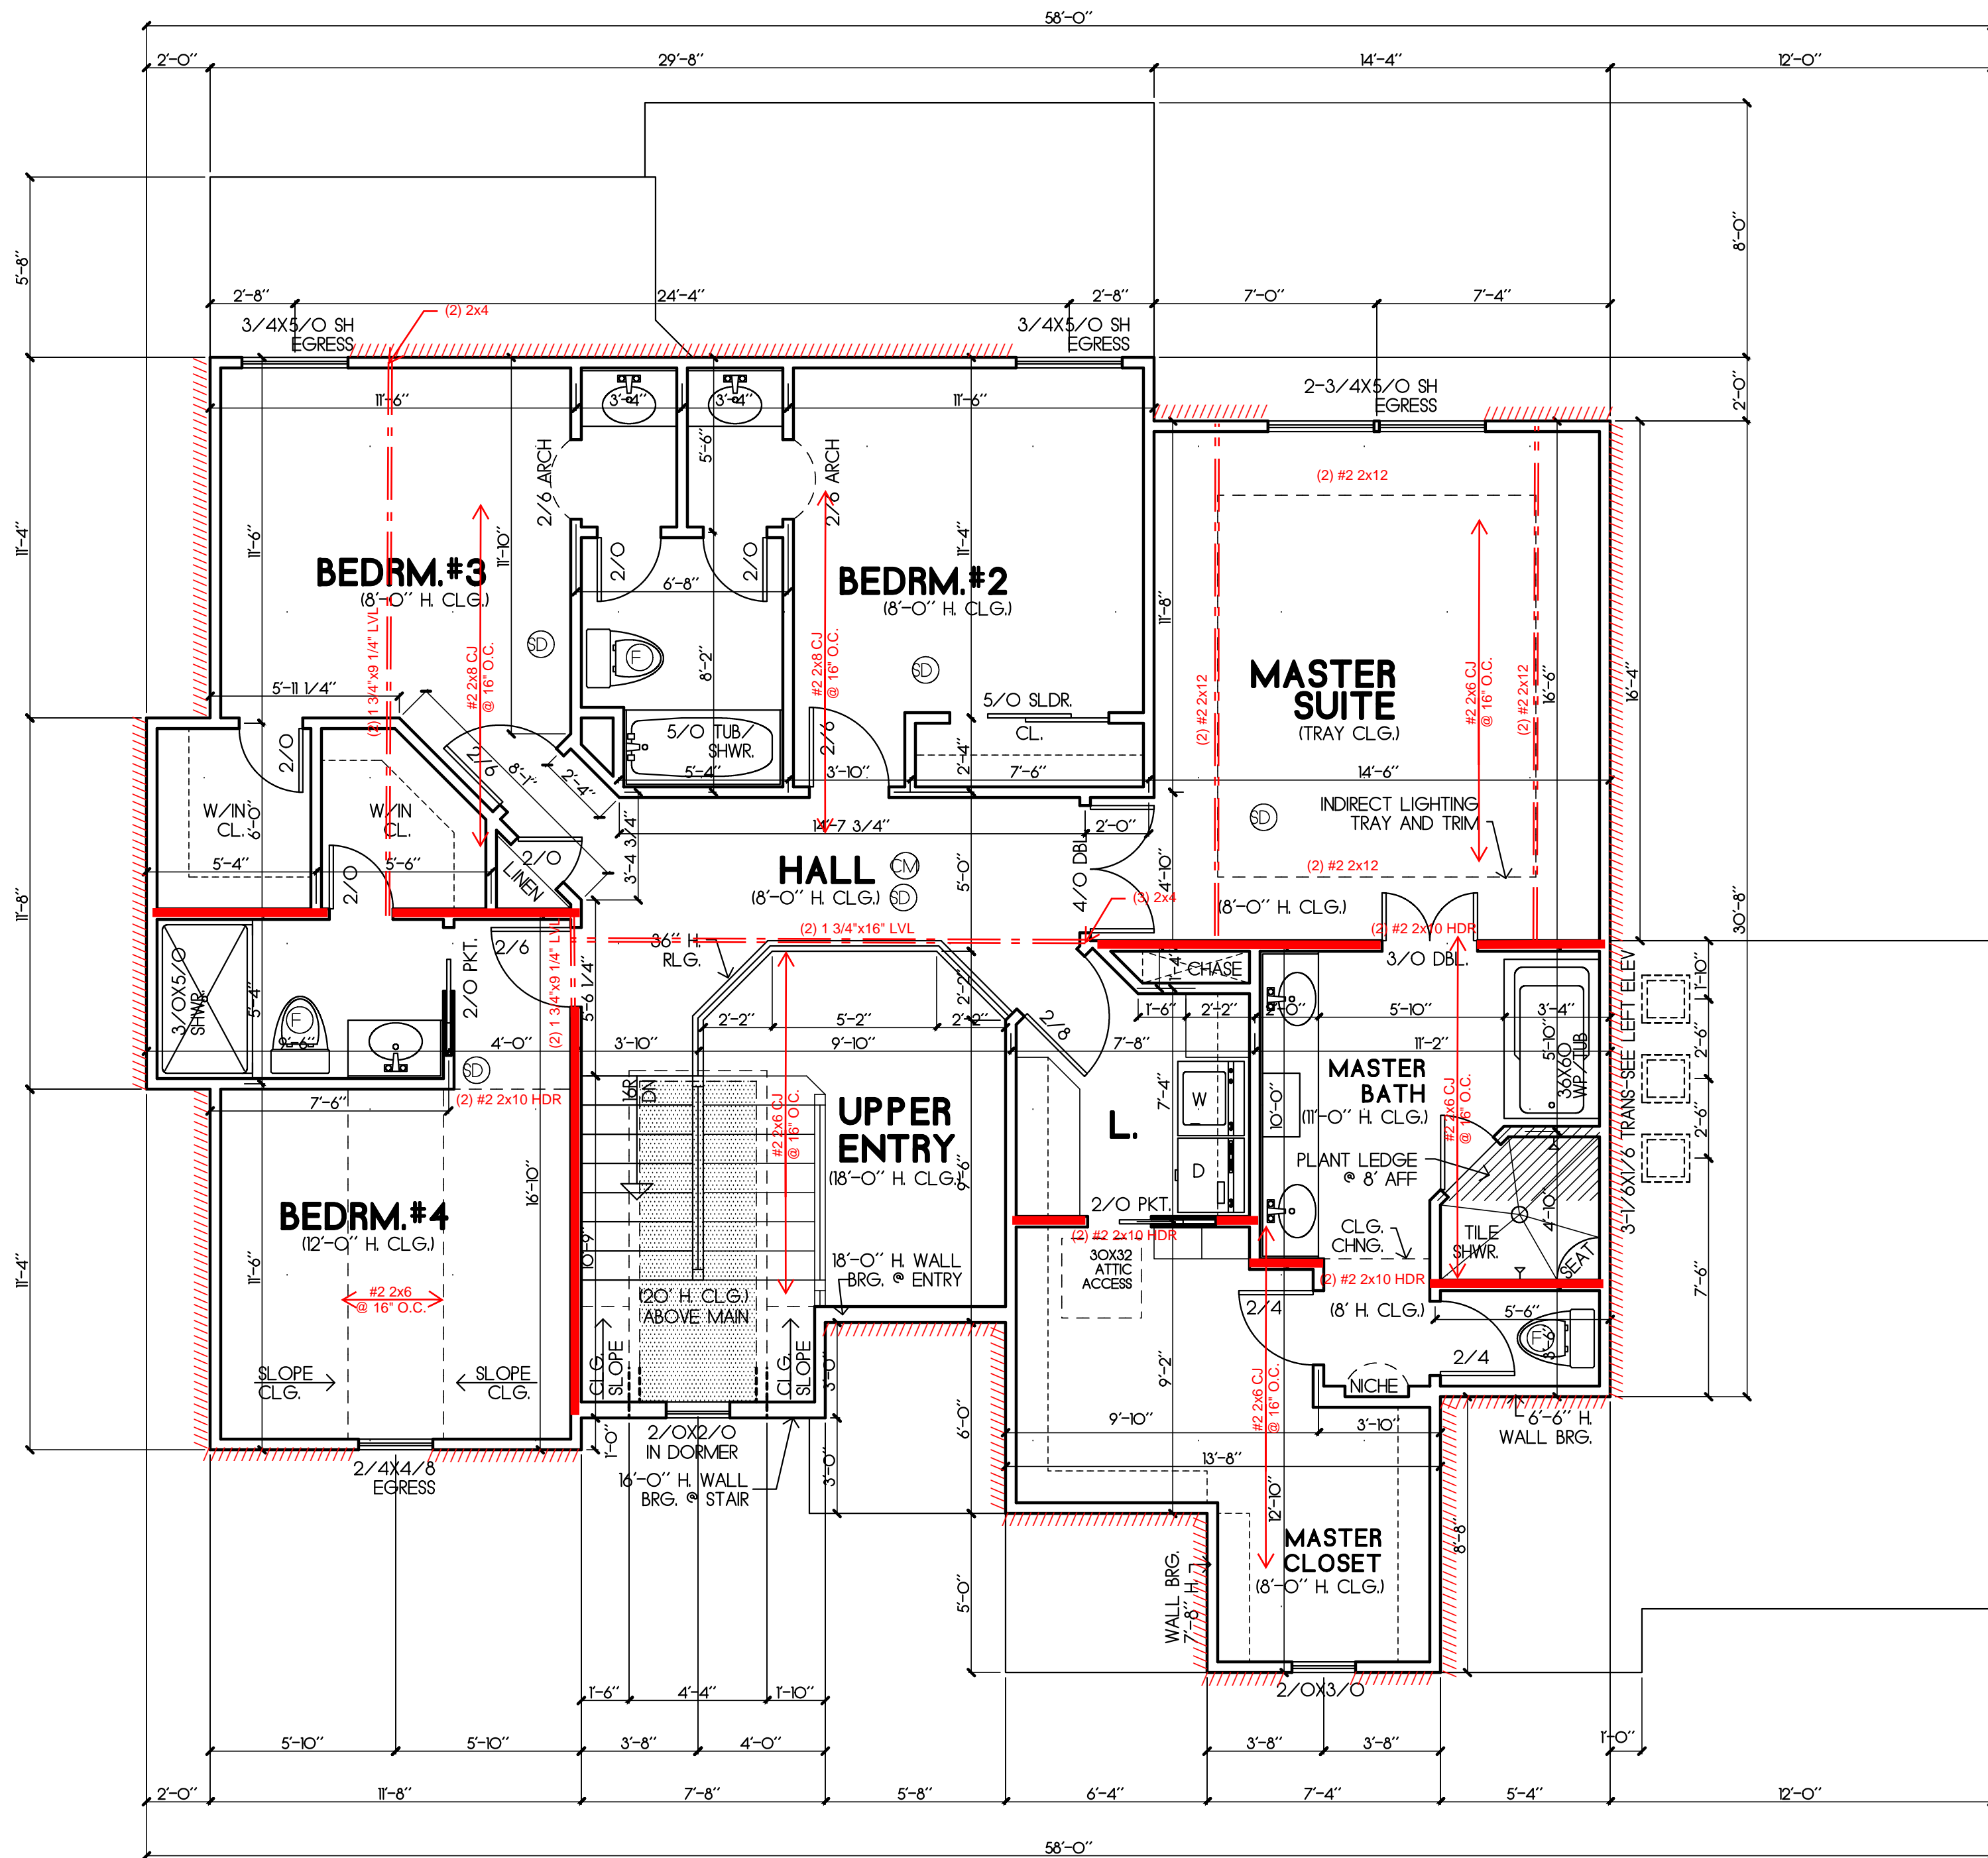 58'-0"
2'-0" 29'-8" 14'-4" 12'-0"
5'-8"
8'-0"
2'-8" 24'-4" 2'-8" 7'-0" 7'-4"
(2) 2x4
3/4X5/0 SH
EGRESS
3/4X5/0 SH
EGRESS
2-3/4X5/0 SH
EGRESS
2'-0"
11'-6" 3'-4" 3'-4" 11'-6"
2/6 ARCH
5'-6"
2/6 ARCH
(2) #2 2x12
11'-4"
11'-6"
11'-10"
11'-4"
2/0
2/0
6'-8"
BEDRM.#3
(8'-0" H. CLG.)
BEDRM.#2
(8'-0" H. CLG.)
11'-8"
(2) 1 3/4"x9 1/4" LVL
#2 2x8 CJ
@ 16" O.C.
SD
F
8'-2"
#2 2x8 CJ
@ 16" O.C.
SD
MASTER
SUITE
(TRAY CLG.)
(2) #2 2x12
#2 2x6 CJ
@ 16" O.C.
(2) #2 2x12
16'-6"
16'-4"
5'-11 1/4"
5/0 SLDR.
CL.
5/0 TUB/
SHWR.
2/0
2/6
8'-1"
2'-4"
2/6
2'-4"
5'-4" 3'-10" 7'-6" 14'-6"
W/IN
CL.
W/IN
CL.
6'-0"
SD
INDIRECT LIGHTING
TRAY AND TRIM
14'-7 3/4" 2'-0"
3'-4 3/4"
5'-4" 5'-6"
2/0
2/0
LINEN
HALL
(8'-0" H. CLG.)
CM
SD
5'-0"
4/0 DBL.
4'-10"
(2) #2 2x12
(3) 2x4
(8'-0" H. CLG.)
11'-8"
30'-8"
(2) 1 3/4"x16" LVL
(2) #2 2x10 HDR
3/0 DBL.
36" H.
RLG.
2/6
2/0 PKT.
(2) 1 3/4"x9 1/4" LVL
5'-6 1/4"
3/0X5/0
SHWR.
5'-4"
F
2'-2"
1'-4"
CHASE
1'-10"
2'-2" 5'-2" 2'-2"
2/8
1'-6" 2'-2" 2'-0" 5'-10" 3'-4"
9'-6" 4'-0" 3'-10" 9'-10" 7'-8" 11'-2"
5'-10"
36X60
WP/TUB
3-1/6X1/6 TRANS-SEE LEFT ELEV
2'-6"
2'-6"
SD
(2) #2 2x10 HDR
7'-6"
16R
DN
#2 2x6 CJ
@ 16" O.C.
UPPER
ENTRY
(18'-0" H. CLG.)
9'-6"
7'-4"
L.
W
D
10'-0"
MASTER
BATH
(11'-0" H. CLG.)
#2 2x6 CJ
@ 16" O.C.
PLANT LEDGE
@ 8' AFF
16'-10"
BEDRM.#4
(12'-0" H. CLG.)
11'-6"
11'-4"
10'-9"
2/0 PKT.
(2) #2 2x10 HDR
CLG.
CHNG.
TILE
SHWR.
4'-10"
SEAT
7'-6"
#2 2x6
@ 16" O.C.
18'-0" H. WALL
BRG. @ ENTRY
30X32
ATTIC
ACCESS
(2) #2 2x10 HDR
(20' H. CLG.)
ABOVE MAIN
2/4
(8' H. CLG.)
5'-6"
F
3'-6"
2/4
SLOPE
CLG.
SLOPE
CLG.
CLG.
SLOPE
CLG.
SLOPE
3'-0"
9'-2"
#2 2x6 CJ
@ 16" O.C.
NICHE
6'-0"
9'-10" 3'-10"
6'-6" H.
WALL BRG.
2/0X2/0
IN DORMER
1'-0"
13'-8"
2/4X4/8
EGRESS
16'-0" H. WALL
BRG. @ STAIR
3'-0"
12'-10"
MASTER
CLOSET
(8'-0" H. CLG.)
WALL BRG.
7'-8" H.
8'-8"
5'-0"
2/0X3/0
1'-6" 4'-4" 1'-10"
5'-10" 5'-10" 3'-8" 4'-0" 3'-8" 3'-8" 1'-0"
2'-0" 11'-8" 7'-8" 5'-8" 6'-4" 7'-4" 5'-4" 12'-0"
58'-0"